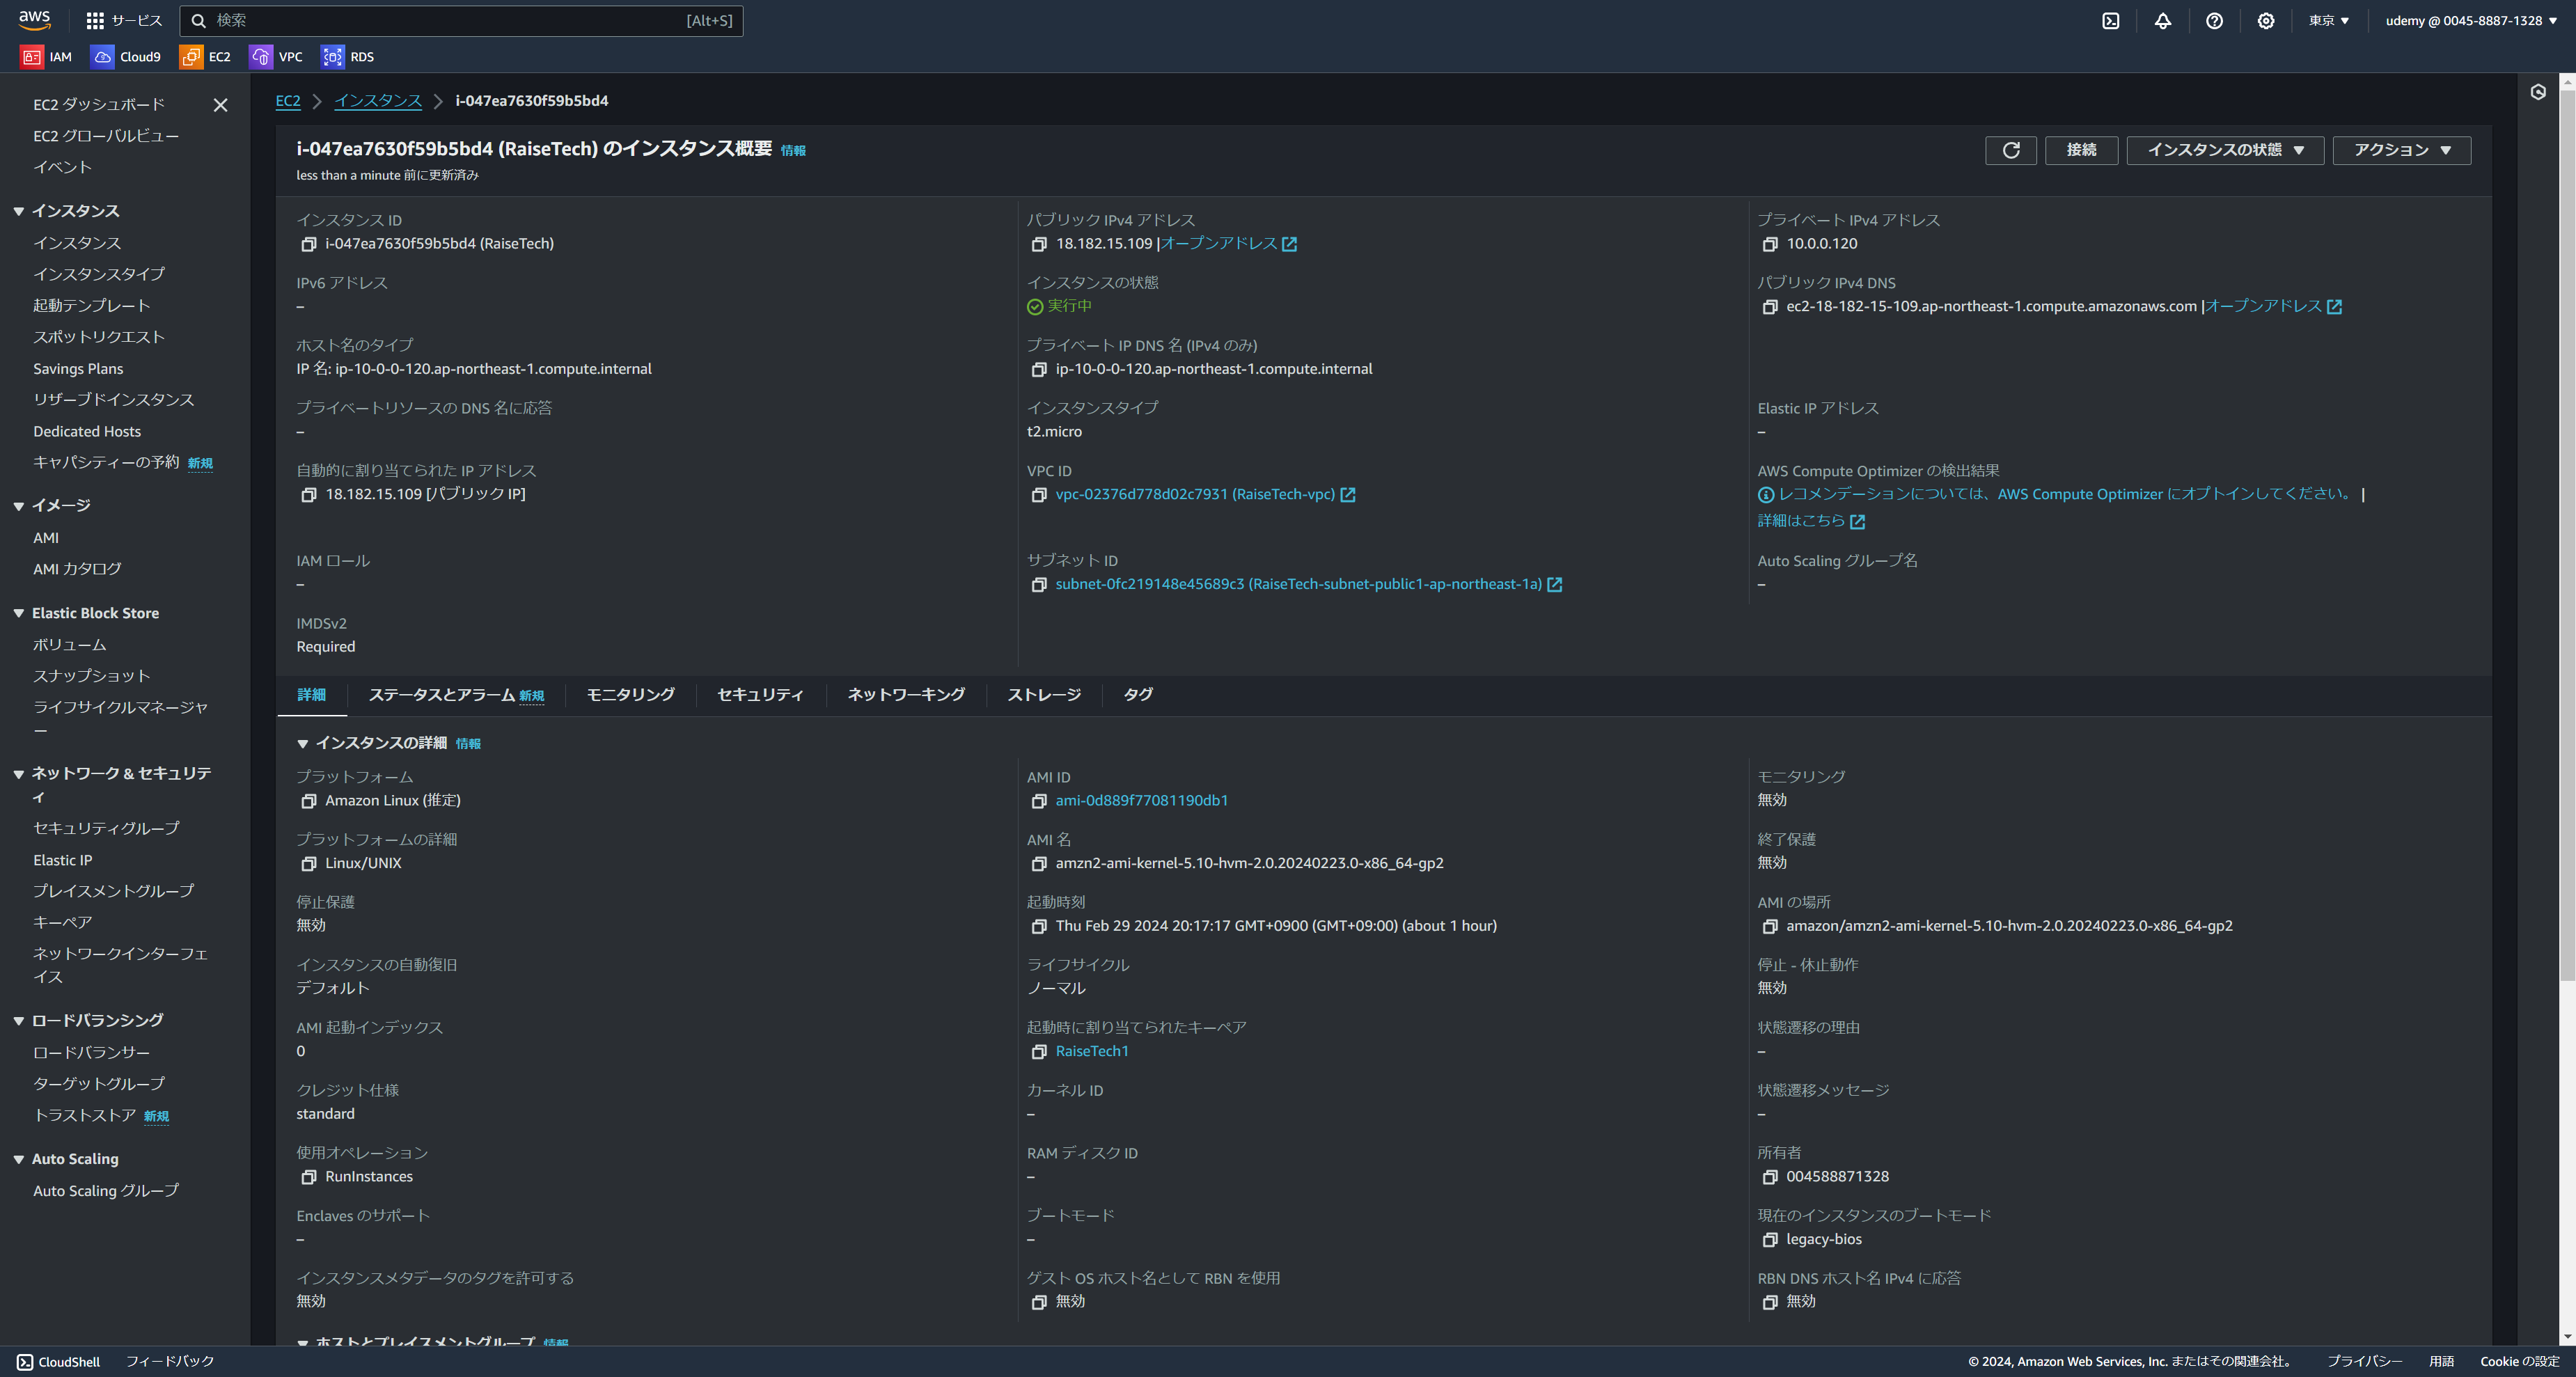 aws
サービス
検索
[Alt+S]
東京 ▼
udemy @ 0045-8887-1328 ▼
IAM
Cloud9
EC2
VPC
RDS
EC2 ダッシュボード
EC2 グローバルビュー
イベント
▼ インスタンス
インスタンス
インスタンスタイプ
起動テンプレート
スポットリクエスト
Savings Plans
リザーブドインスタンス
Dedicated Hosts
キャパシティーの予約 新規
▼ イメージ
AMI
AMI カタログ
▼ Elastic Block Store
ボリューム
スナップショット
ライフサイクルマネージャ
ー
▼ ネットワーク & セキュリテ
ィ
セキュリティグループ
Elastic IP
プレイスメントグループ
キーペア
ネットワークインターフェ
イス
▼ ロードバランシング
ロードバランサー
ターゲットグループ
トラストストア 新規
▼ Auto Scaling
Auto Scaling グループ
EC2 > インスタンス > i-047ea7630f59b5bd4
i-047ea7630f59b5bd4 (RaiseTech) のインスタンス概要 情報
less than a minute 前に更新済み
接続
インスタンスの状態 ▼
アクション ▼
インスタンス ID
i-047ea7630f59b5bd4 (RaiseTech)
パブリック IPv4 アドレス
18.182.15.109 |オープンアドレス
プライベート IPv4 アドレス
10.0.0.120
IPv6 アドレス
–
インスタンスの状態
実行中
パブリック IPv4 DNS
ec2-18-182-15-109.ap-northeast-1.compute.amazonaws.com |オープンアドレス
ホスト名のタイプ
IP 名: ip-10-0-0-120.ap-northeast-1.compute.internal
プライベート IP DNS 名 (IPv4 のみ)
ip-10-0-0-120.ap-northeast-1.compute.internal
プライベートリソースの DNS 名に応答
–
インスタンスタイプ
t2.micro
Elastic IP アドレス
–
自動的に割り当てられた IP アドレス
18.182.15.109 [パブリック IP]
VPC ID
vpc-02376d778d02c7931 (RaiseTech-vpc)
AWS Compute Optimizer の検出結果
レコメンデーションについては、AWS Compute Optimizer にオプトインしてください。 |
詳細はこちら
IAM ロール
–
サブネット ID
subnet-0fc219148e45689c3 (RaiseTech-subnet-public1-ap-northeast-1a)
Auto Scaling グループ名
–
IMDSv2
Required
詳細
ステータスとアラーム 新規
モニタリング
セキュリティ
ネットワーキング
ストレージ
タグ
▼ インスタンスの詳細 情報
プラットフォーム
Amazon Linux (推定)
AMI ID
ami-0d889f77081190db1
モニタリング
無効
プラットフォームの詳細
Linux/UNIX
AMI 名
amzn2-ami-kernel-5.10-hvm-2.0.20240223.0-x86_64-gp2
終了保護
無効
停止保護
無効
起動時刻
Thu Feb 29 2024 20:17:17 GMT+0900 (GMT+09:00) (about 1 hour)
AMI の場所
amazon/amzn2-ami-kernel-5.10-hvm-2.0.20240223.0-x86_64-gp2
インスタンスの自動復旧
デフォルト
ライフサイクル
ノーマル
停止 - 休止動作
無効
AMI 起動インデックス
0
起動時に割り当てられたキーペア
RaiseTech1
状態遷移の理由
–
クレジット仕様
standard
カーネル ID
–
状態遷移メッセージ
–
使用オペレーション
RunInstances
RAM ディスク ID
–
所有者
004588871328
Enclaves のサポート
–
ブートモード
–
現在のインスタンスのブートモード
legacy-bios
インスタンスメタデータのタグを許可する
無効
ゲスト OS ホスト名として RBN を使用
無効
RBN DNS ホスト名 IPv4 に応答
無効
▼ ホストとプレイスメントグループ 情報
CloudShell
フィードバック
© 2024, Amazon Web Services, Inc. またはその関連会社。
プライバシー
用語
Cookie の設定